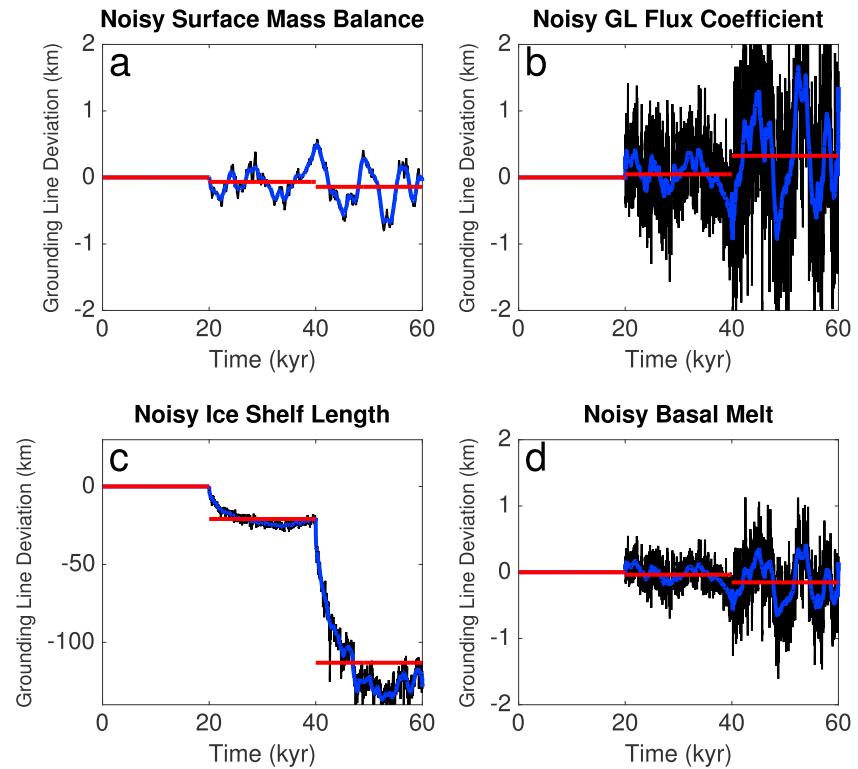 Noisy Surface Mass Balance
a
Grounding Line Deviation (km)
2
1
0
-1
-2
0
20
40
60
Time (kyr)
Noisy GL Flux Coefficient
b
Grounding Line Deviation (km)
2
1
0
-1
-2
0
20
40
60
Time (kyr)
Noisy Ice Shelf Length
c
Grounding Line Deviation (km)
0
-50
-100
0
20
40
60
Time (kyr)
Noisy Basal Melt
d
Grounding Line Deviation (km)
2
1
0
-1
-2
0
20
40
60
Time (kyr)